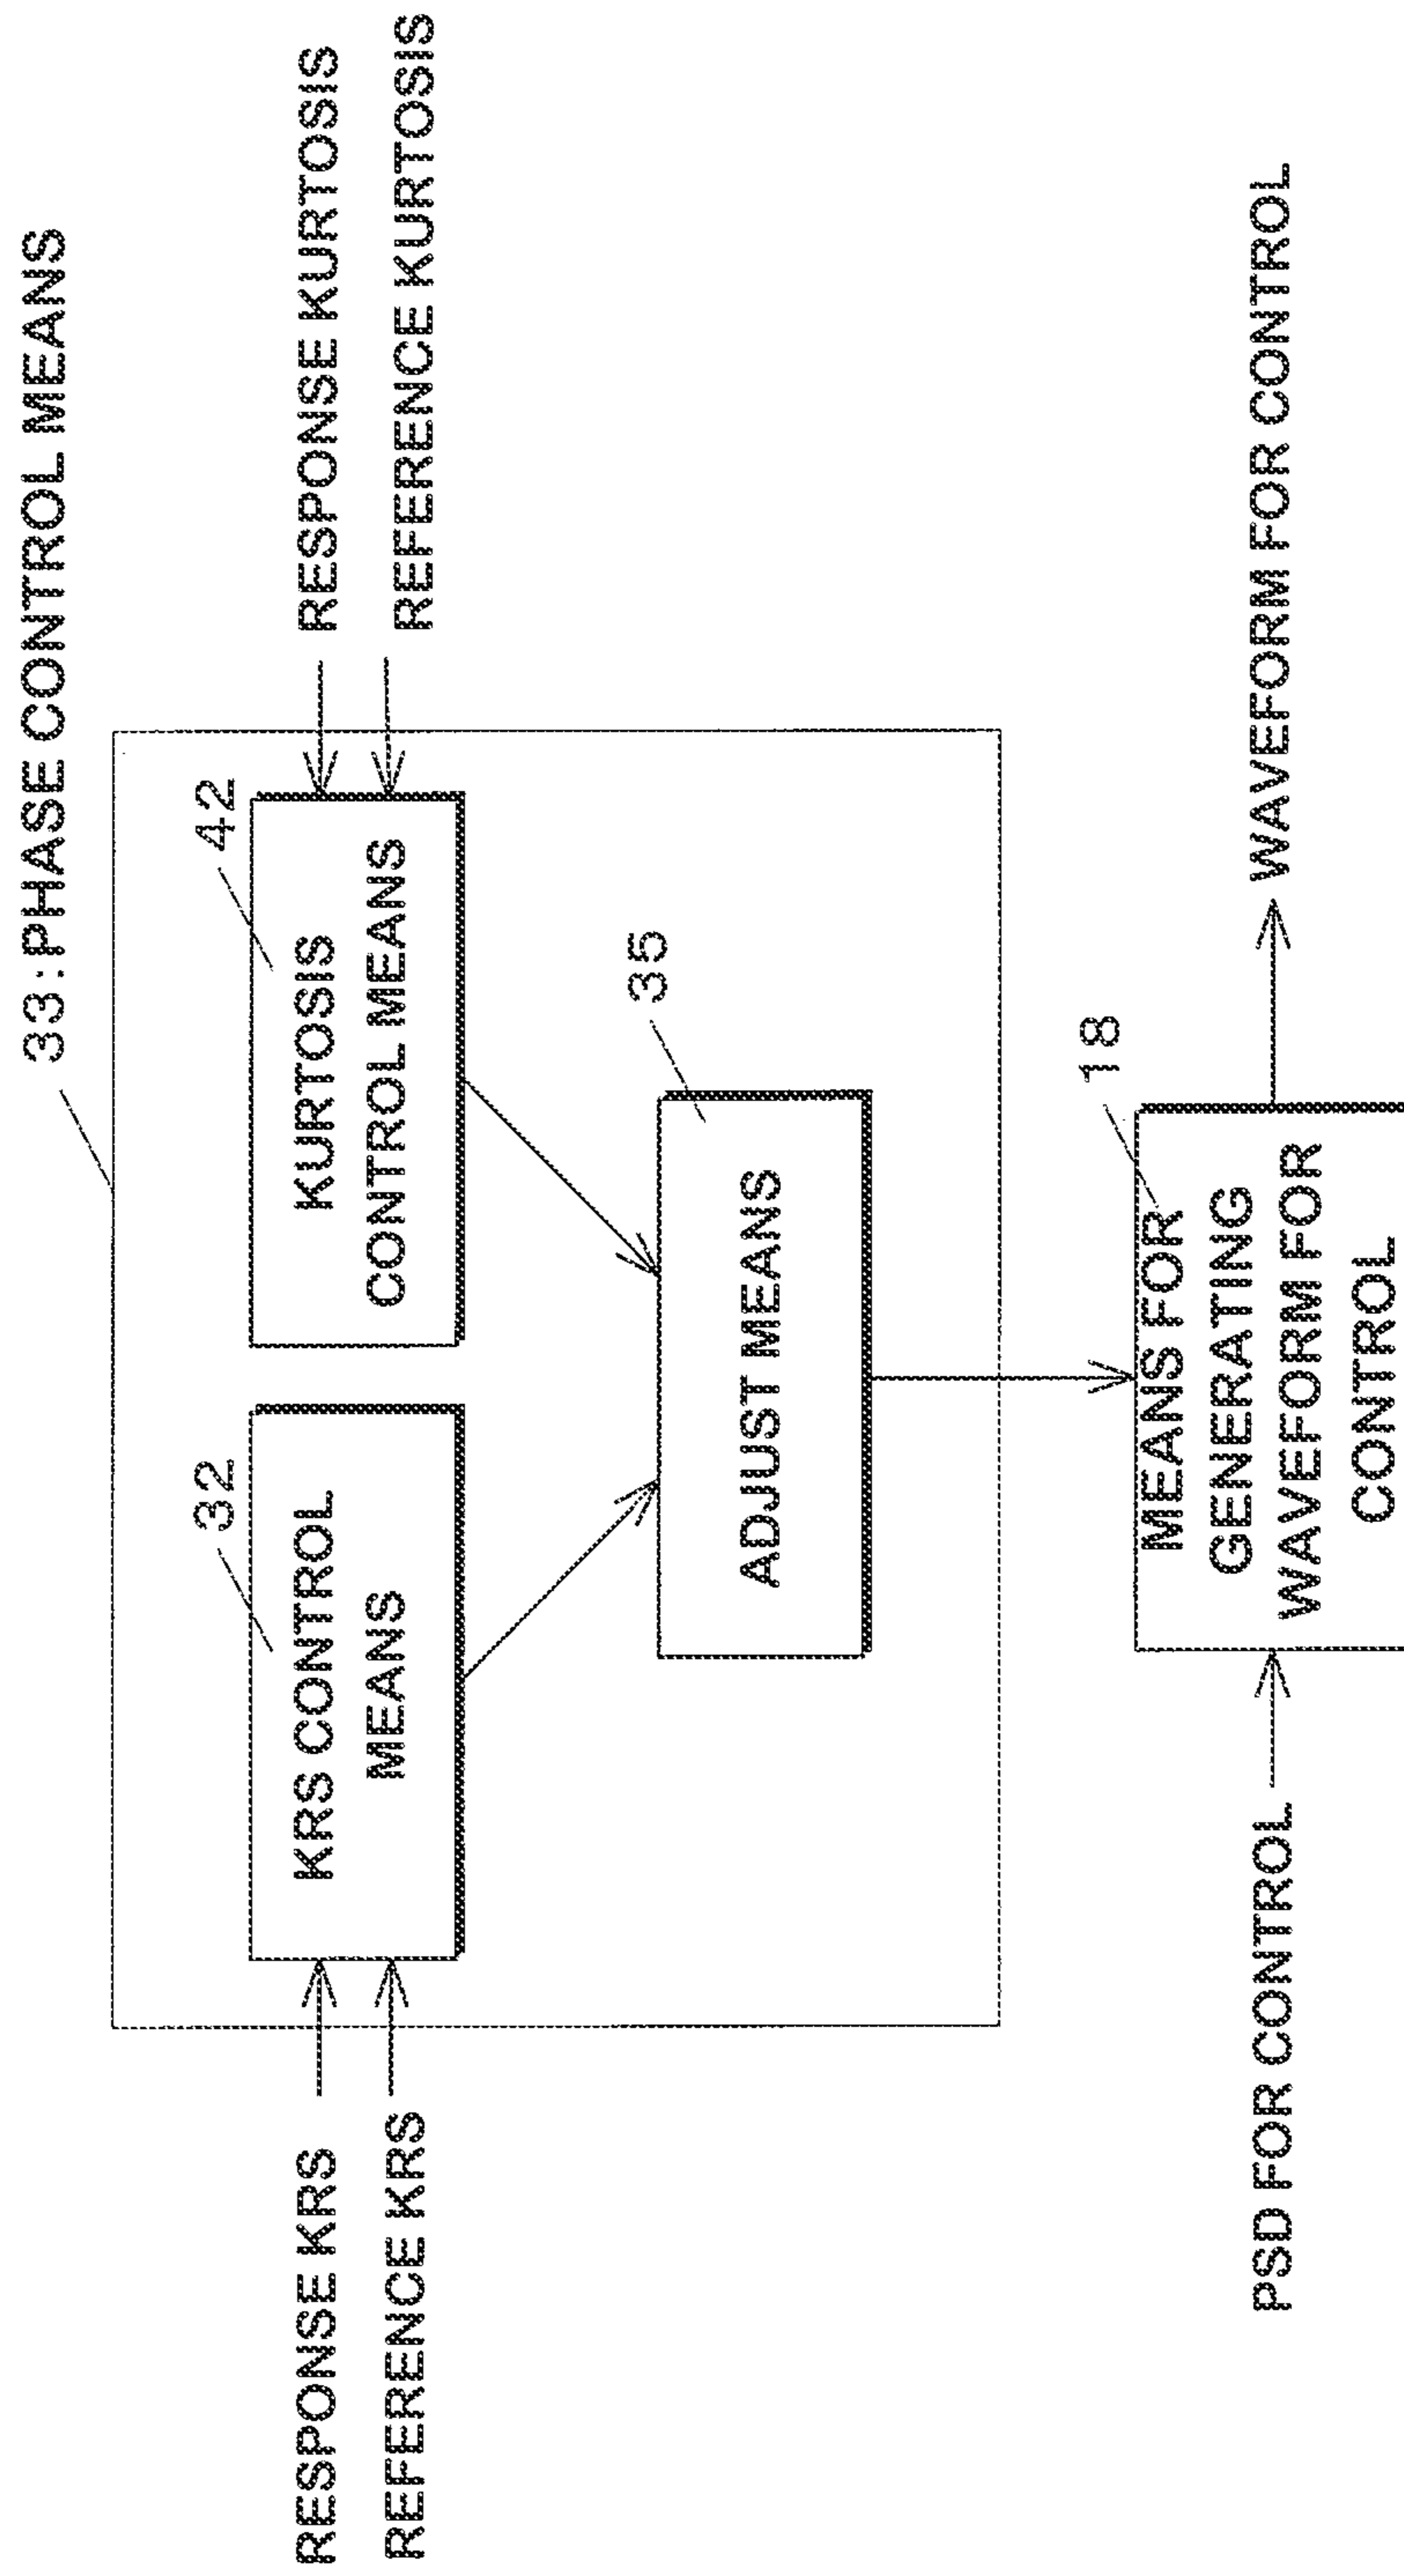 33:PHASE CONTROL MEANS
RESPONSE KRS
REFERENCE KRS
32
KRS CONTROL
MEANS
42
KURTOSIS
CONTROL MEANS
RESPONSE KURTOSIS
REFERENCE KURTOSIS
35
ADJUST MEANS
18
PSD FOR CONTROL
MEANS FOR
GENERATING
WAVEFORM FOR
CONTROL
WAVEFORM FOR CONTROL